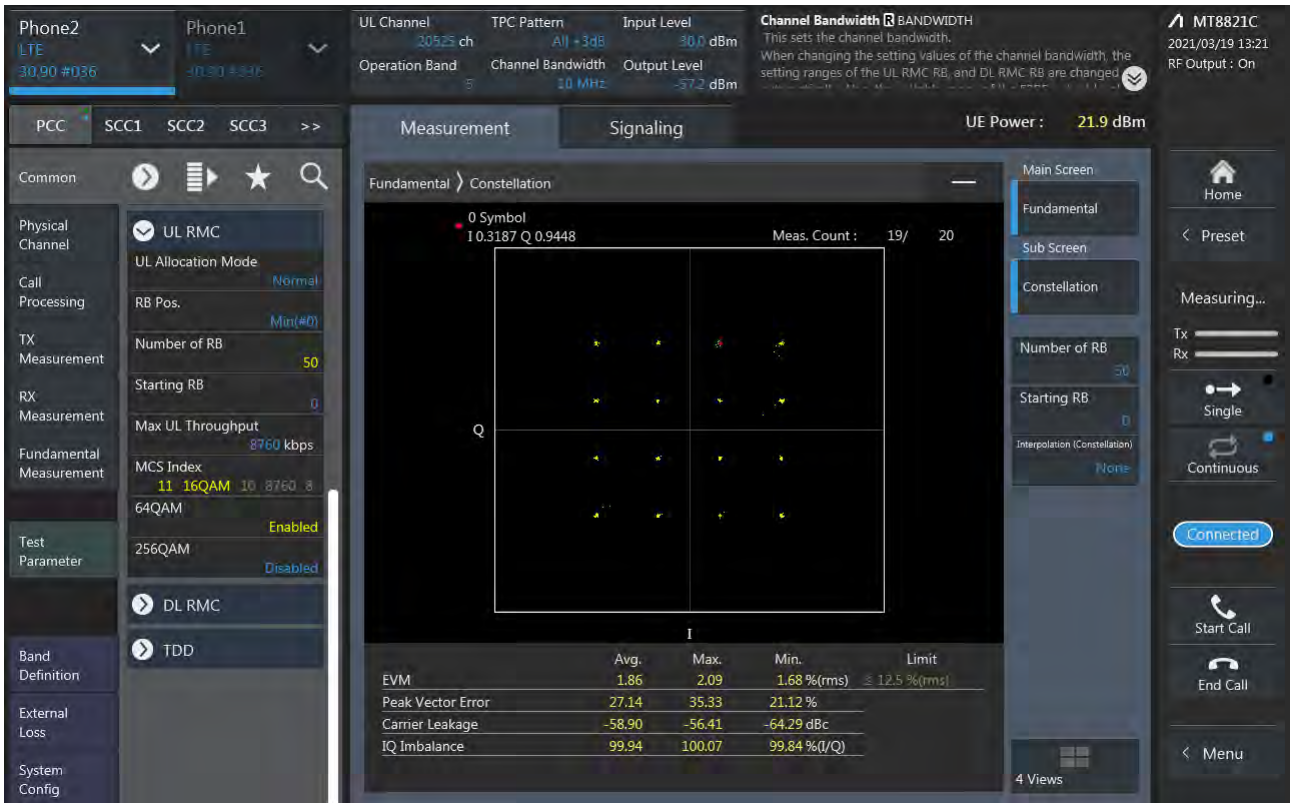 Phone2
LTE
30.90 #036
Phone1
LTE
UL Channel
20525 ch
Operation Band
5
TPC Pattern
All +3dB
Channel Bandwidth
10 MHz
Input Level
30.0 dBm
Output Level
-57.2 dBm
Channel Bandwidth R BANDWIDTH
This sets the channel bandwidth.
When changing the setting values of the channel bandwidth, the
setting ranges of the UL RMC RB, and DL RMC RB are changed
MT8821C
2021/03/19 13:21
RF Output : On
PCC SCC1 SCC2 SCC3 >>
Measurement
Signaling
UE Power : 21.9 dBm
Common
Physical
Channel
Call
Processing
TX
Measurement
RX
Measurement
Fundamental
Measurement
Test
Parameter
Band
Definition
External
Loss
System
Config
UL RMC
UL Allocation Mode
Normal
RB Pos.
Min(#0)
Number of RB
50
Starting RB
0
Max UL Throughput
8760 kbps
MCS Index
11 16QAM 10 8760 8
64QAM
Enabled
256QAM
Disabled
DL RMC
TDD
Fundamental > Constellation
0 Symbol
I 0.3187 Q 0.9448
Meas. Count : 19/ 20
Q
I
Avg. Max. Min. Limit
EVM 1.86 2.09 1.68 %(rms) ≦ 12.5 %(rms)
Peak Vector Error 27.14 35.33 21.12 %
Carrier Leakage -58.90 -56.41 -64.29 dBc
IQ Imbalance 99.94 100.07 99.84 %(I/Q)
Main Screen
Fundamental
Sub Screen
Constellation
Number of RB
50
Starting RB
0
Interpolation (Constellation)
None
4 Views
Home
< Preset
Measuring...
Tx
Rx
Single
Continuous
Connected
Start Call
End Call
< Menu